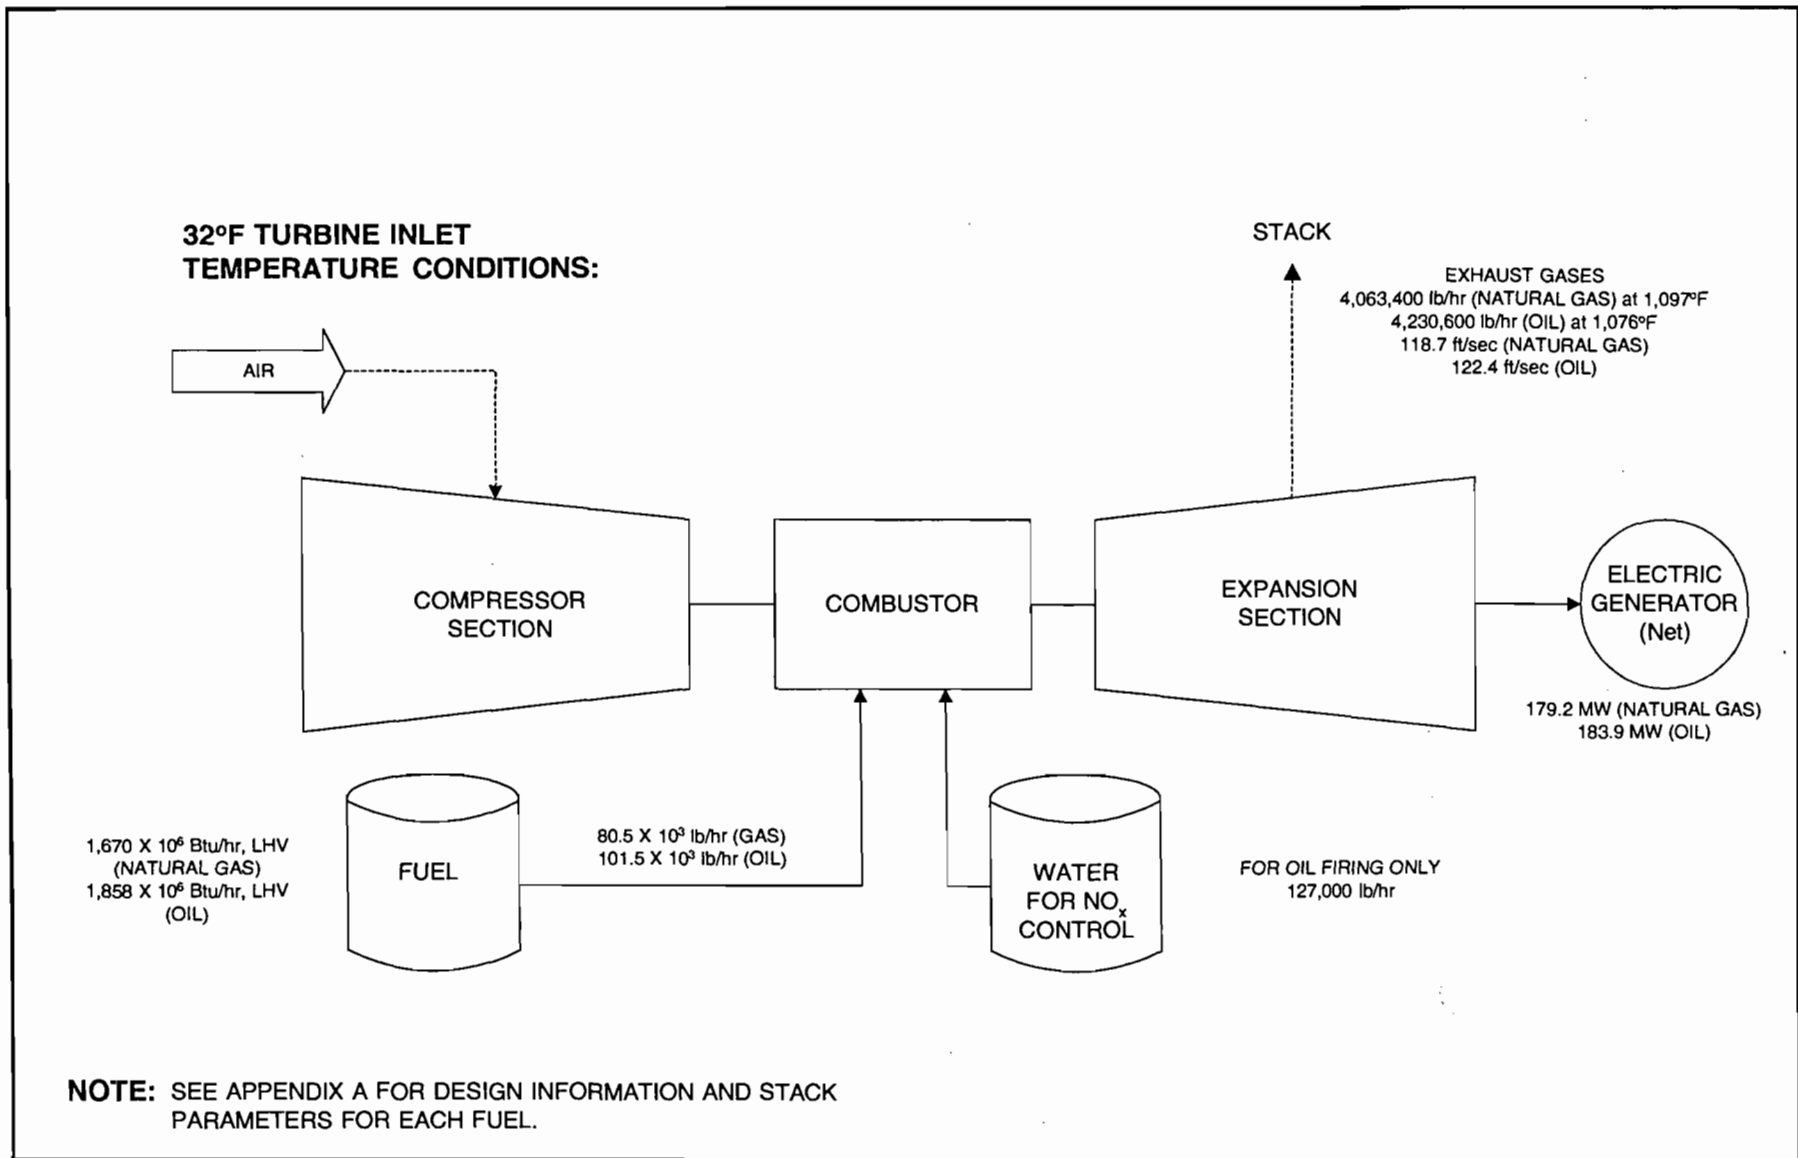 32ºF TURBINE INLET
TEMPERATURE CONDITIONS:
STACK
EXHAUST GASES
4,063,400 lb/hr (NATURAL GAS) at 1,097ºF
4,230,600 lb/hr (OIL) at 1,076ºF
118.7 ft/sec (NATURAL GAS)
122.4 ft/sec (OIL)
AIR
COMPRESSOR
SECTION
COMBUSTOR
EXPANSION
SECTION
ELECTRIC
GENERATOR
(Net)
179.2 MW (NATURAL GAS)
183.9 MW (OIL)
1,670 X 10⁶ Btu/hr, LHV
(NATURAL GAS)
1,858 X 10⁶ Btu/hr, LHV
(OIL)
FUEL
80.5 X 10³ lb/hr (GAS)
101.5 X 10³ lb/hr (OIL)
WATER
FOR NOₓ
CONTROL
FOR OIL FIRING ONLY
127,000 lb/hr
NOTE: SEE APPENDIX A FOR DESIGN INFORMATION AND STACK
PARAMETERS FOR EACH FUEL.